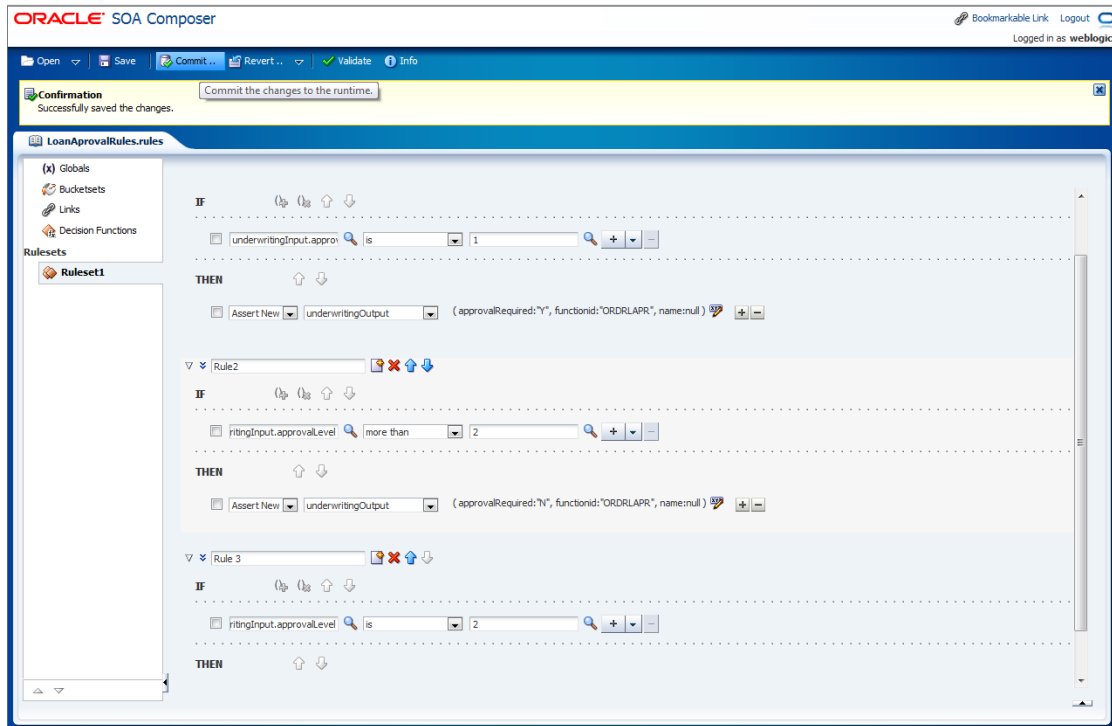 ORACLE SOA Composer
Bookmarkable Link Logout
Logged in as weblogic
Open Save Commit .. Revert .. Validate Info
Commit the changes to the runtime.
Confirmation
Successfully saved the changes.
LoanAprovalRules.rules
(x) Globals
Bucketsets
Links
Decision Functions
Rulesets
Ruleset1
IF
underwritingInput.approv is 1
THEN
Assert New underwritingOutput ( approvalRequired:"Y", functionid:"ORDRLAPR", name:null )
Rule2
IF
ritingInput.approvalLevel more than 2
THEN
Assert New underwritingOutput ( approvalRequired:"N", functionid:"ORDRLAPR", name:null )
Rule 3
IF
ritingInput.approvalLevel is 2
THEN